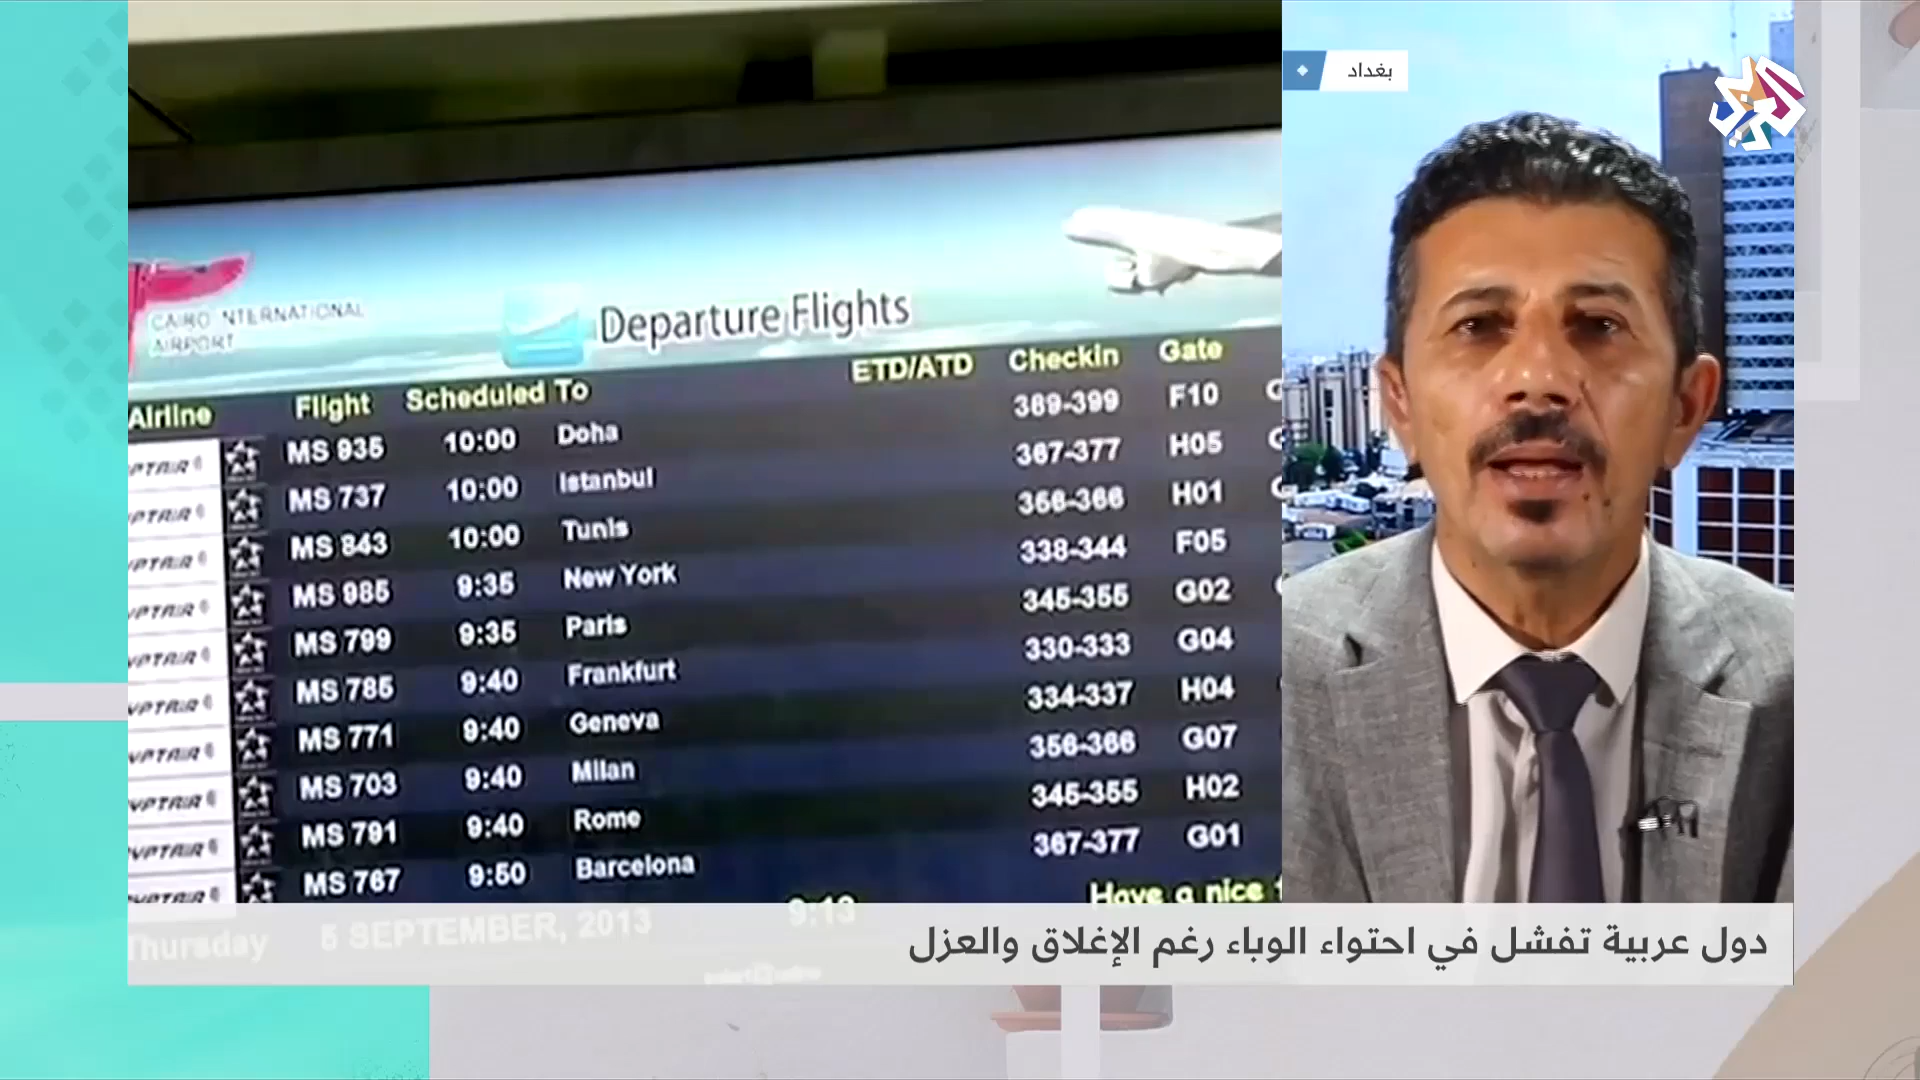 بغداد
CAIRO INTERNATIONAL
AIRPORT
Departure Flights
Airline Flight Scheduled To ETD/ATD Checkin Gate
MS 935 10:00 Doha 369-399 F10
MS 737 10:00 Istanbul 367-377 H05
MS 843 10:00 Tunis 356-366 H01
MS 985 9:35 New York 338-344 F05
MS 799 9:35 Paris 345-355 G02
MS 785 9:40 Frankfurt 330-333 G04
MS 771 9:40 Geneva 334-337 H04
MS 703 9:40 Milan 356-366 G07
MS 791 9:40 Rome 345-355 H02
MS 767 9:50 Barcelona 367-377 G01
Have a nice
Thursday 5 SEPTEMBER, 2013 9:13
دول عربية تفشل في احتواء الوباء رغم الإغلاق والعزل